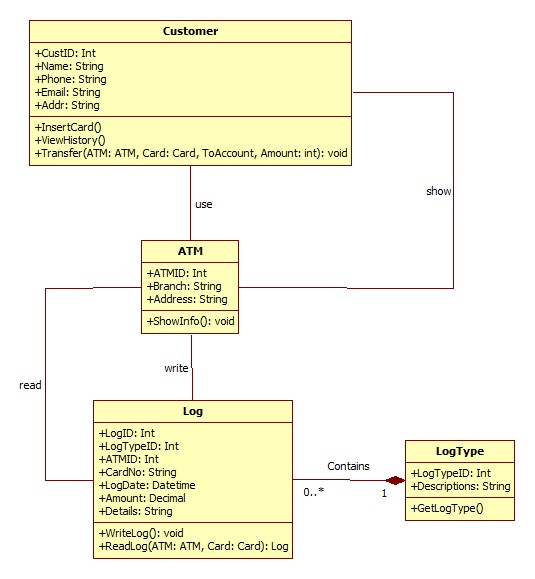 Customer
+CustID: Int
+Name: String
+Phone: String
+Email: String
+Addr: String
+InsertCard()
+ViewHistory()
+Transfer(ATM: ATM, Card: Card, ToAccount, Amount: int): void
use
show
ATM
+ATMID: Int
+Branch: String
+Address: String
+ShowInfo(): void
write
read
Log
+LogID: Int
+LogTypeID: Int
+ATMID: Int
+CardNo: String
+LogDate: Datetime
+Amount: Decimal
+Details: String
+WriteLog(): void
+ReadLog(ATM: ATM, Card: Card): Log
Contains
0..*
1
LogType
+LogTypeID: Int
+Descriptions: String
+GetLogType()